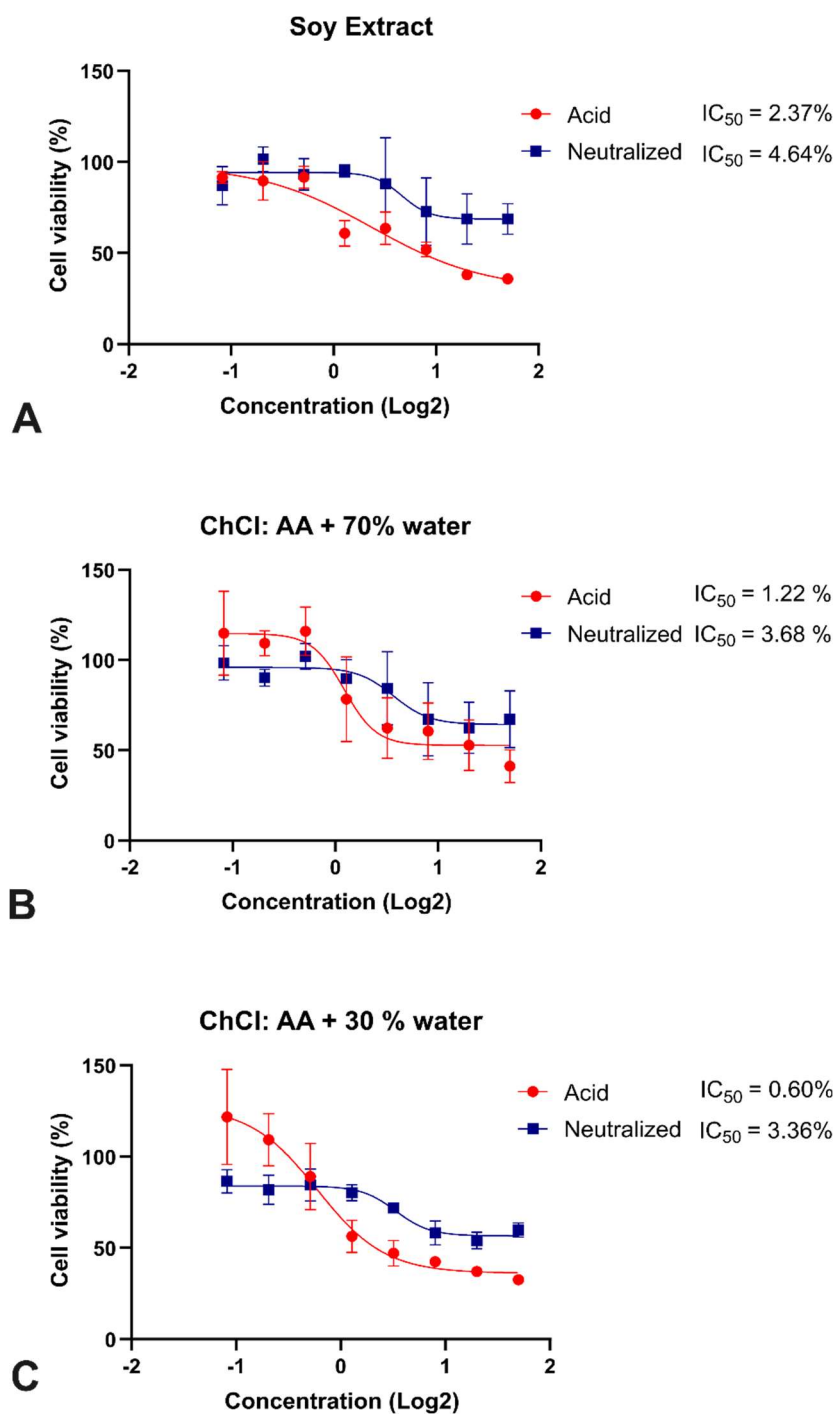 Soy Extract
150
100
50
0
Cell viability (%)
-2 -1 0 1 2
Concentration (Log2)
Acid IC50 = 2.37%
Neutralized IC50 = 4.64%
A
ChCl: AA + 70% water
150
100
50
0
Cell viability (%)
-2 -1 0 1 2
Concentration (Log2)
Acid IC50 = 1.22 %
Neutralized IC50 = 3.68 %
B
ChCl: AA + 30 % water
150
100
50
0
Cell viability (%)
-2 -1 0 1 2
Concentration (Log2)
Acid IC50 = 0.60%
Neutralized IC50 = 3.36%
C